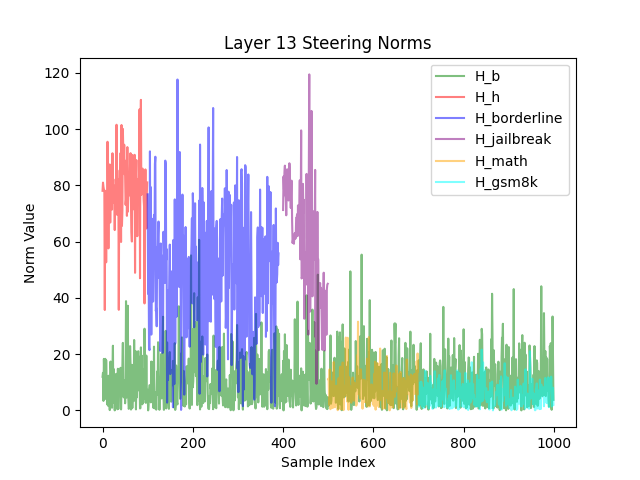 Layer 13 Steering Norms
Norm Value
120
100
80
60
40
20
0
H_b
H_h
H_borderline
H_jailbreak
H_math
H_gsm8k
0
200
400
600
800
1000
Sample Index